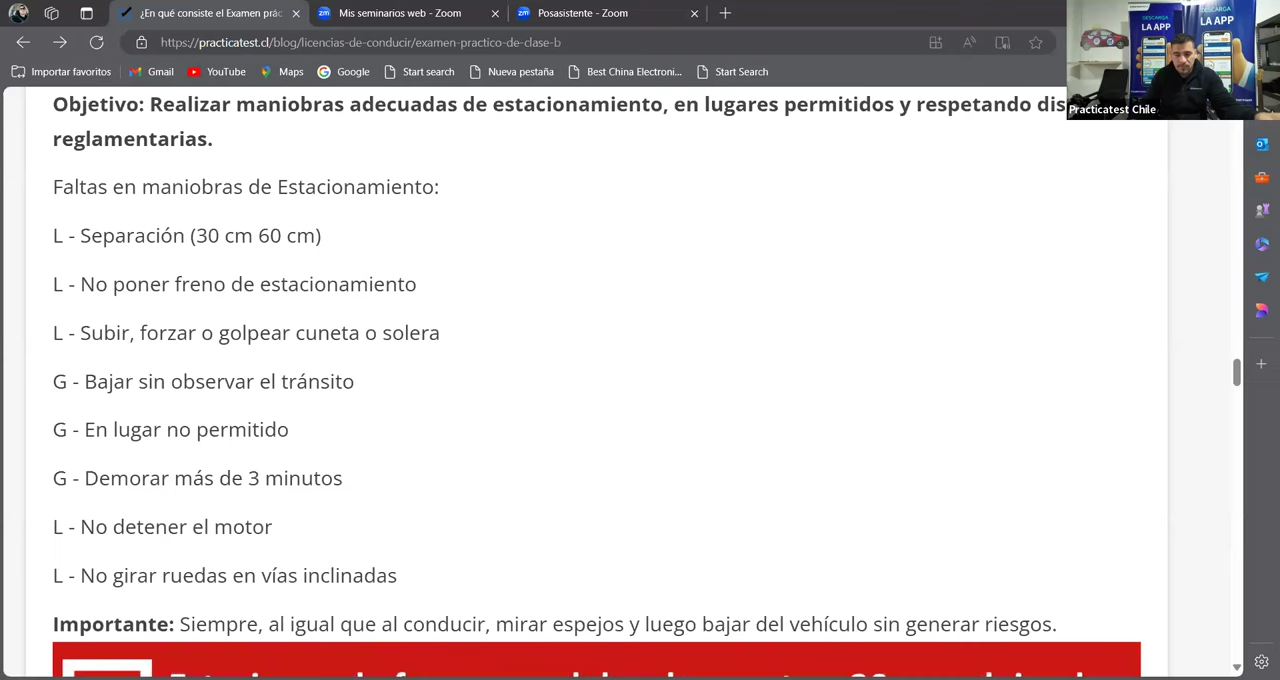 ¿En qué consiste el Examen prác
Mis seminarios web - Zoom
Posasistente - Zoom
https://practicatest.cl/blog/licencias-de-conducir/examen-practico-de-clase-b
Importar favoritos
Gmail
YouTube
Maps
Google
Start search
Nueva pestaña
Best China Electroni...
Start Search
DESCARGA
LA APP
DESCARGA
LA APP
Practicatest Chile
Objetivo: Realizar maniobras adecuadas de estacionamiento, en lugares permitidos y respetando dis
reglamentarias.
Faltas en maniobras de Estacionamiento:
L - Separación (30 cm 60 cm)
L - No poner freno de estacionamiento
L - Subir, forzar o golpear cuneta o solera
G - Bajar sin observar el tránsito
G - En lugar no permitido
G - Demorar más de 3 minutos
L - No detener el motor
L - No girar ruedas en vías inclinadas
Importante: Siempre, al igual que al conducir, mirar espejos y luego bajar del vehículo sin generar riesgos.